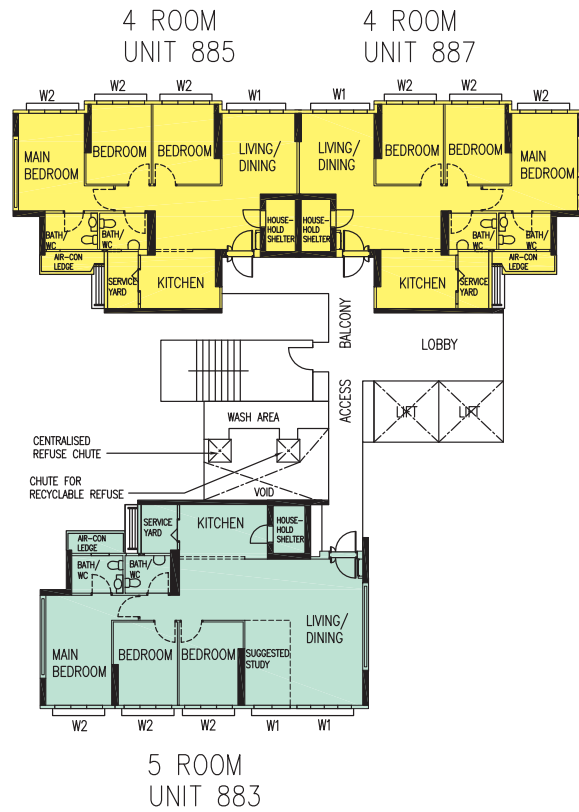 4 ROOM
UNIT 885
4 ROOM
UNIT 887
W2
W2
W2
W1
W1
W2
W2
W2
MAIN
BEDROOM
BEDROOM
BEDROOM
LIVING/
DINING
LIVING/
DINING
BEDROOM
BEDROOM
MAIN
BEDROOM
BATH/
WC
BATH/
WC
HOUSE-
HOLD
SHELTER
HOUSE-
HOLD
SHELTER
BATH/
WC
BATH/
WC
AIR-CON
LEDGE
SERVICE
YARD
KITCHEN
KITCHEN
SERVICE
YARD
AIR-CON
LEDGE
ACCESS BALCONY
LOBBY
LIFT
LIFT
WASH AREA
CENTRALISED
REFUSE CHUTE
CHUTE FOR
RECYCLABLE REFUSE
VOID
AIR-CON
LEDGE
SERVICE
YARD
KITCHEN
HOUSE-
HOLD
SHELTER
BATH/
WC
BATH/
WC
MAIN
BEDROOM
BEDROOM
BEDROOM
SUGGESTED
STUDY
LIVING/
DINING
W2
W2
W2
W1
W1
5 ROOM
UNIT 883